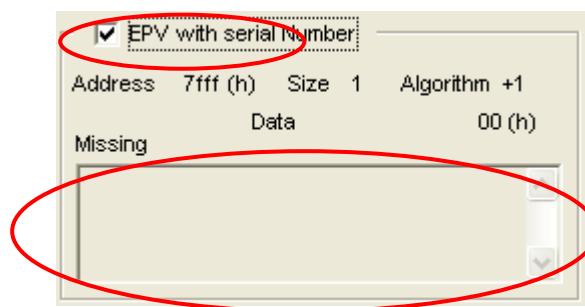 EPV with serial Number
Address 7fff (h) Size 1 Algorithm +1
Data 00 (h)
Missing